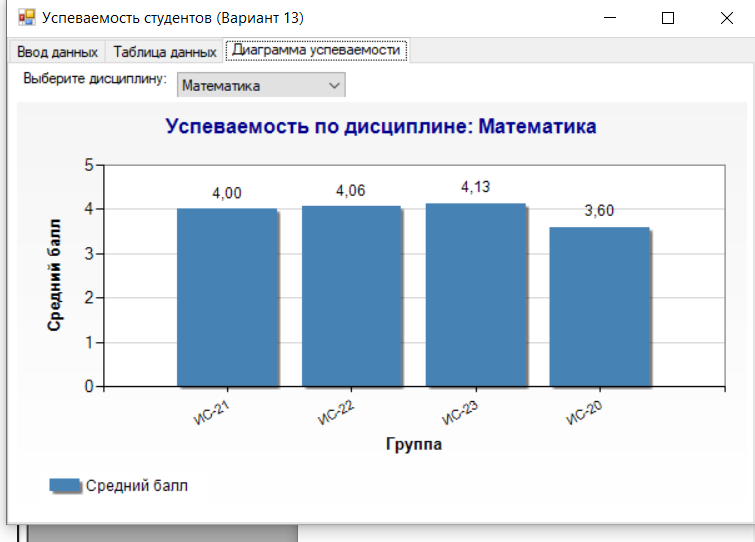 Успеваемость студентов (Вариант 13)
Ввод данных Таблица данных Диаграмма успеваемости
Выберите дисциплину: Математика
Успеваемость по дисциплине: Математика
5
4
3
2
1
0
Средний балл
4,00 4,06 4,13 3,60
ИС-21 ИС-22 ИС-23 ИС-20
Группа
Средний балл